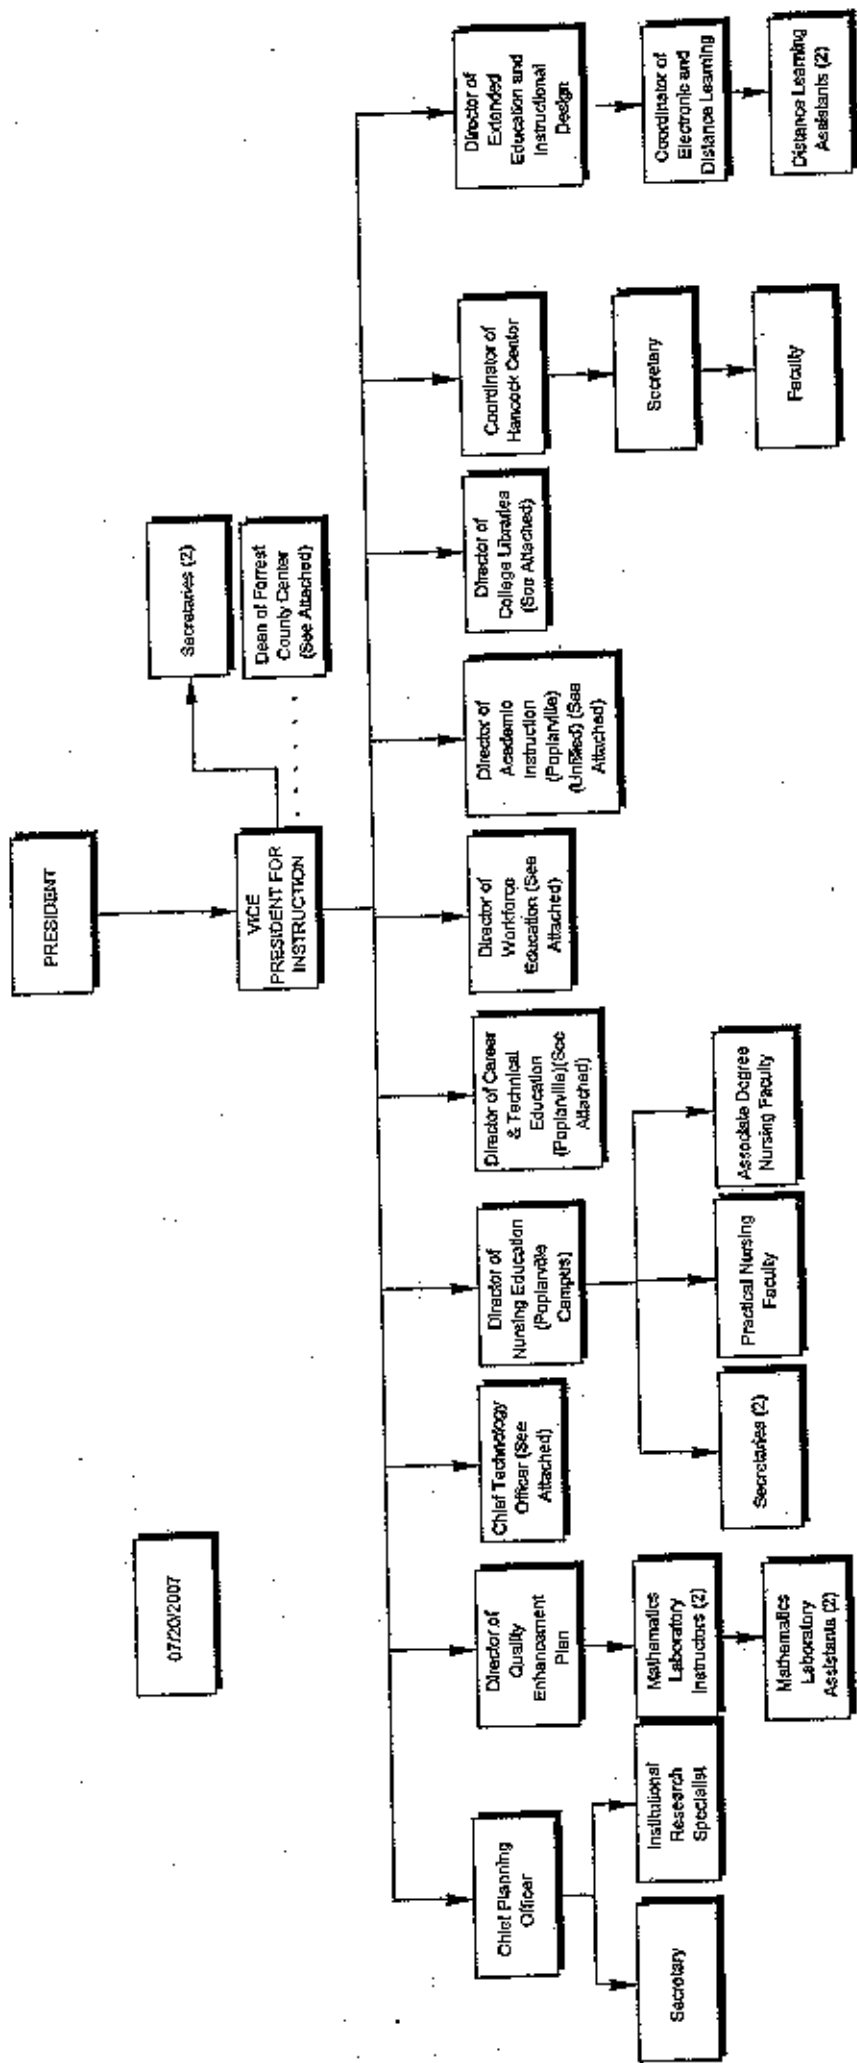 07/20/2007
PRESIDENT
VICE
PRESIDENT FOR
INSTRUCTION
Secretaries (2)
Dean of Forrest
County Center
(See Attached)
Chief Planning
Officer
Director of
Quality
Enhancement
Plan
Chief Technology
Officer (See
Attached)
Director of
Nursing Education
(Poplarville
Campus)
Director of Career
& Technical
Education
(Poplarville)(See
Attached)
Director of
Workforce
Education (See
Attached)
Director of
Academic
Instruction
(Poplarville)
(Unfilled) (See
Attached)
Director of
College Libraries
(See Attached)
Coordinator of
Hancock Center
Director of
Extended
Education and
Instructional
Design
Secretary
Institutional
Research
Specialist
Mathematics
Laboratory
Instructors (2)
Secretary
Coordinator of
Electronic and
Distance Learning
Mathematics
Laboratory
Assistants (2)
Secretaries (2)
Practical Nursing
Faculty
Associate Degree
Nursing Faculty
Faculty
Distance Learning
Assistants (2)